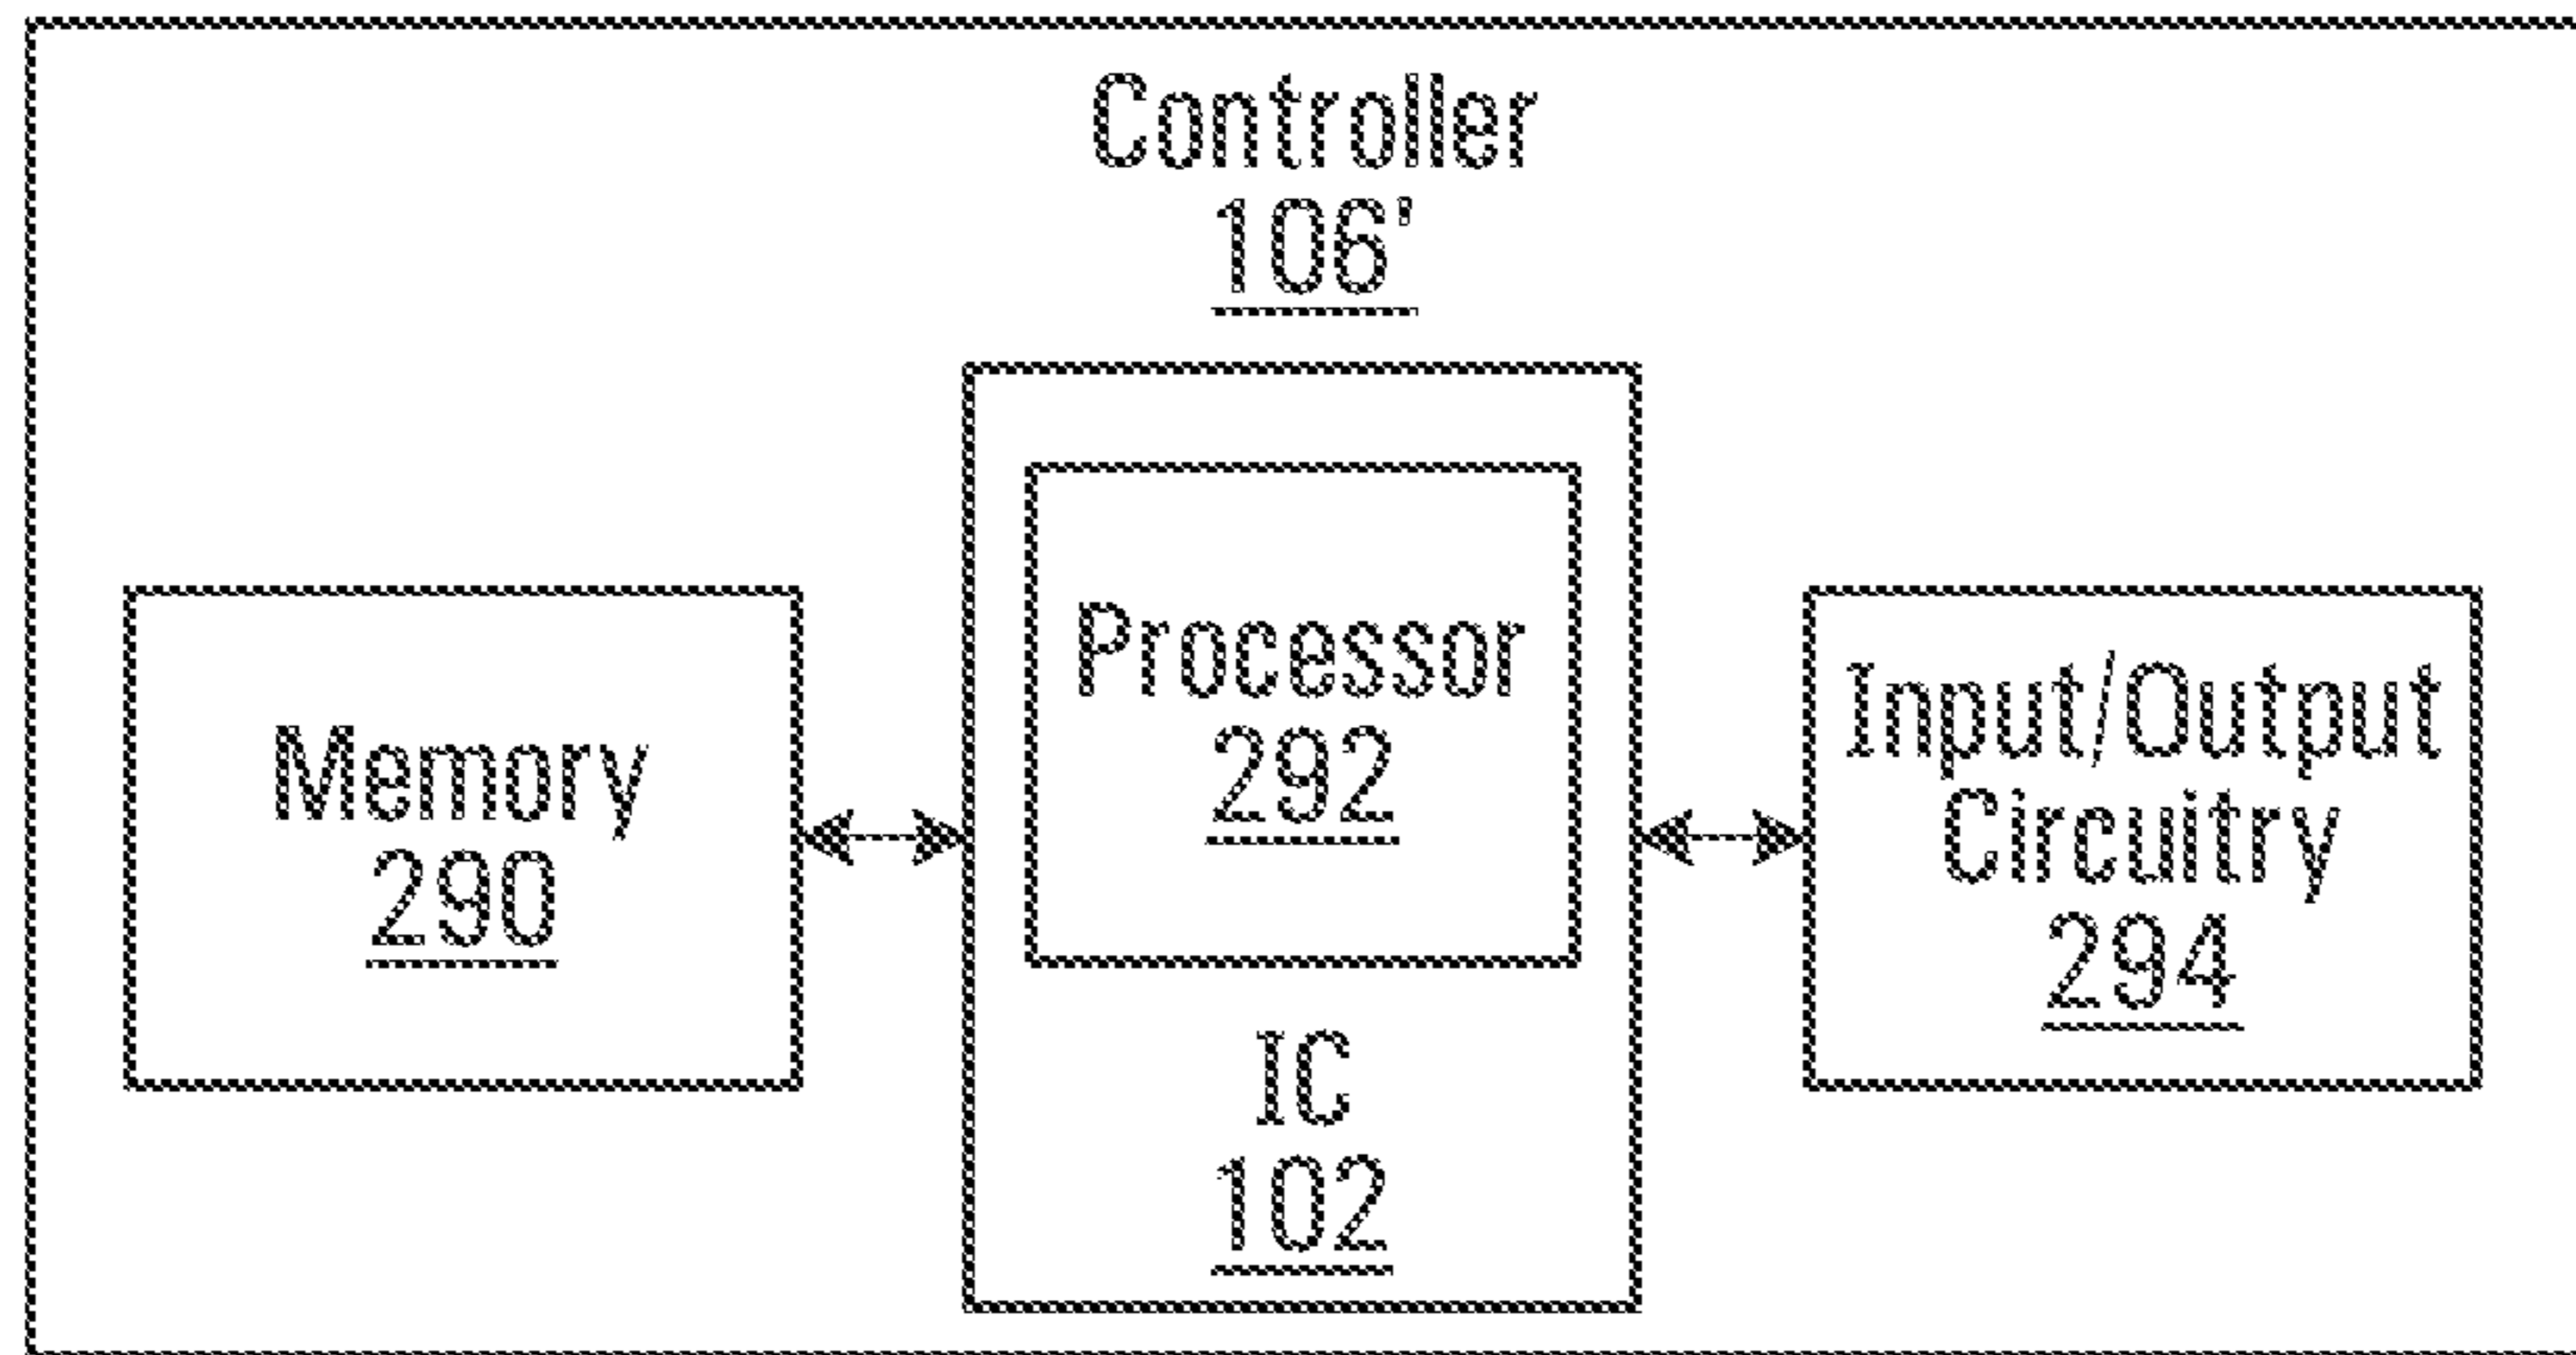 Controller
106'
Memory
290
Processor
292
IC
102
Input/Output
Circuitry
294